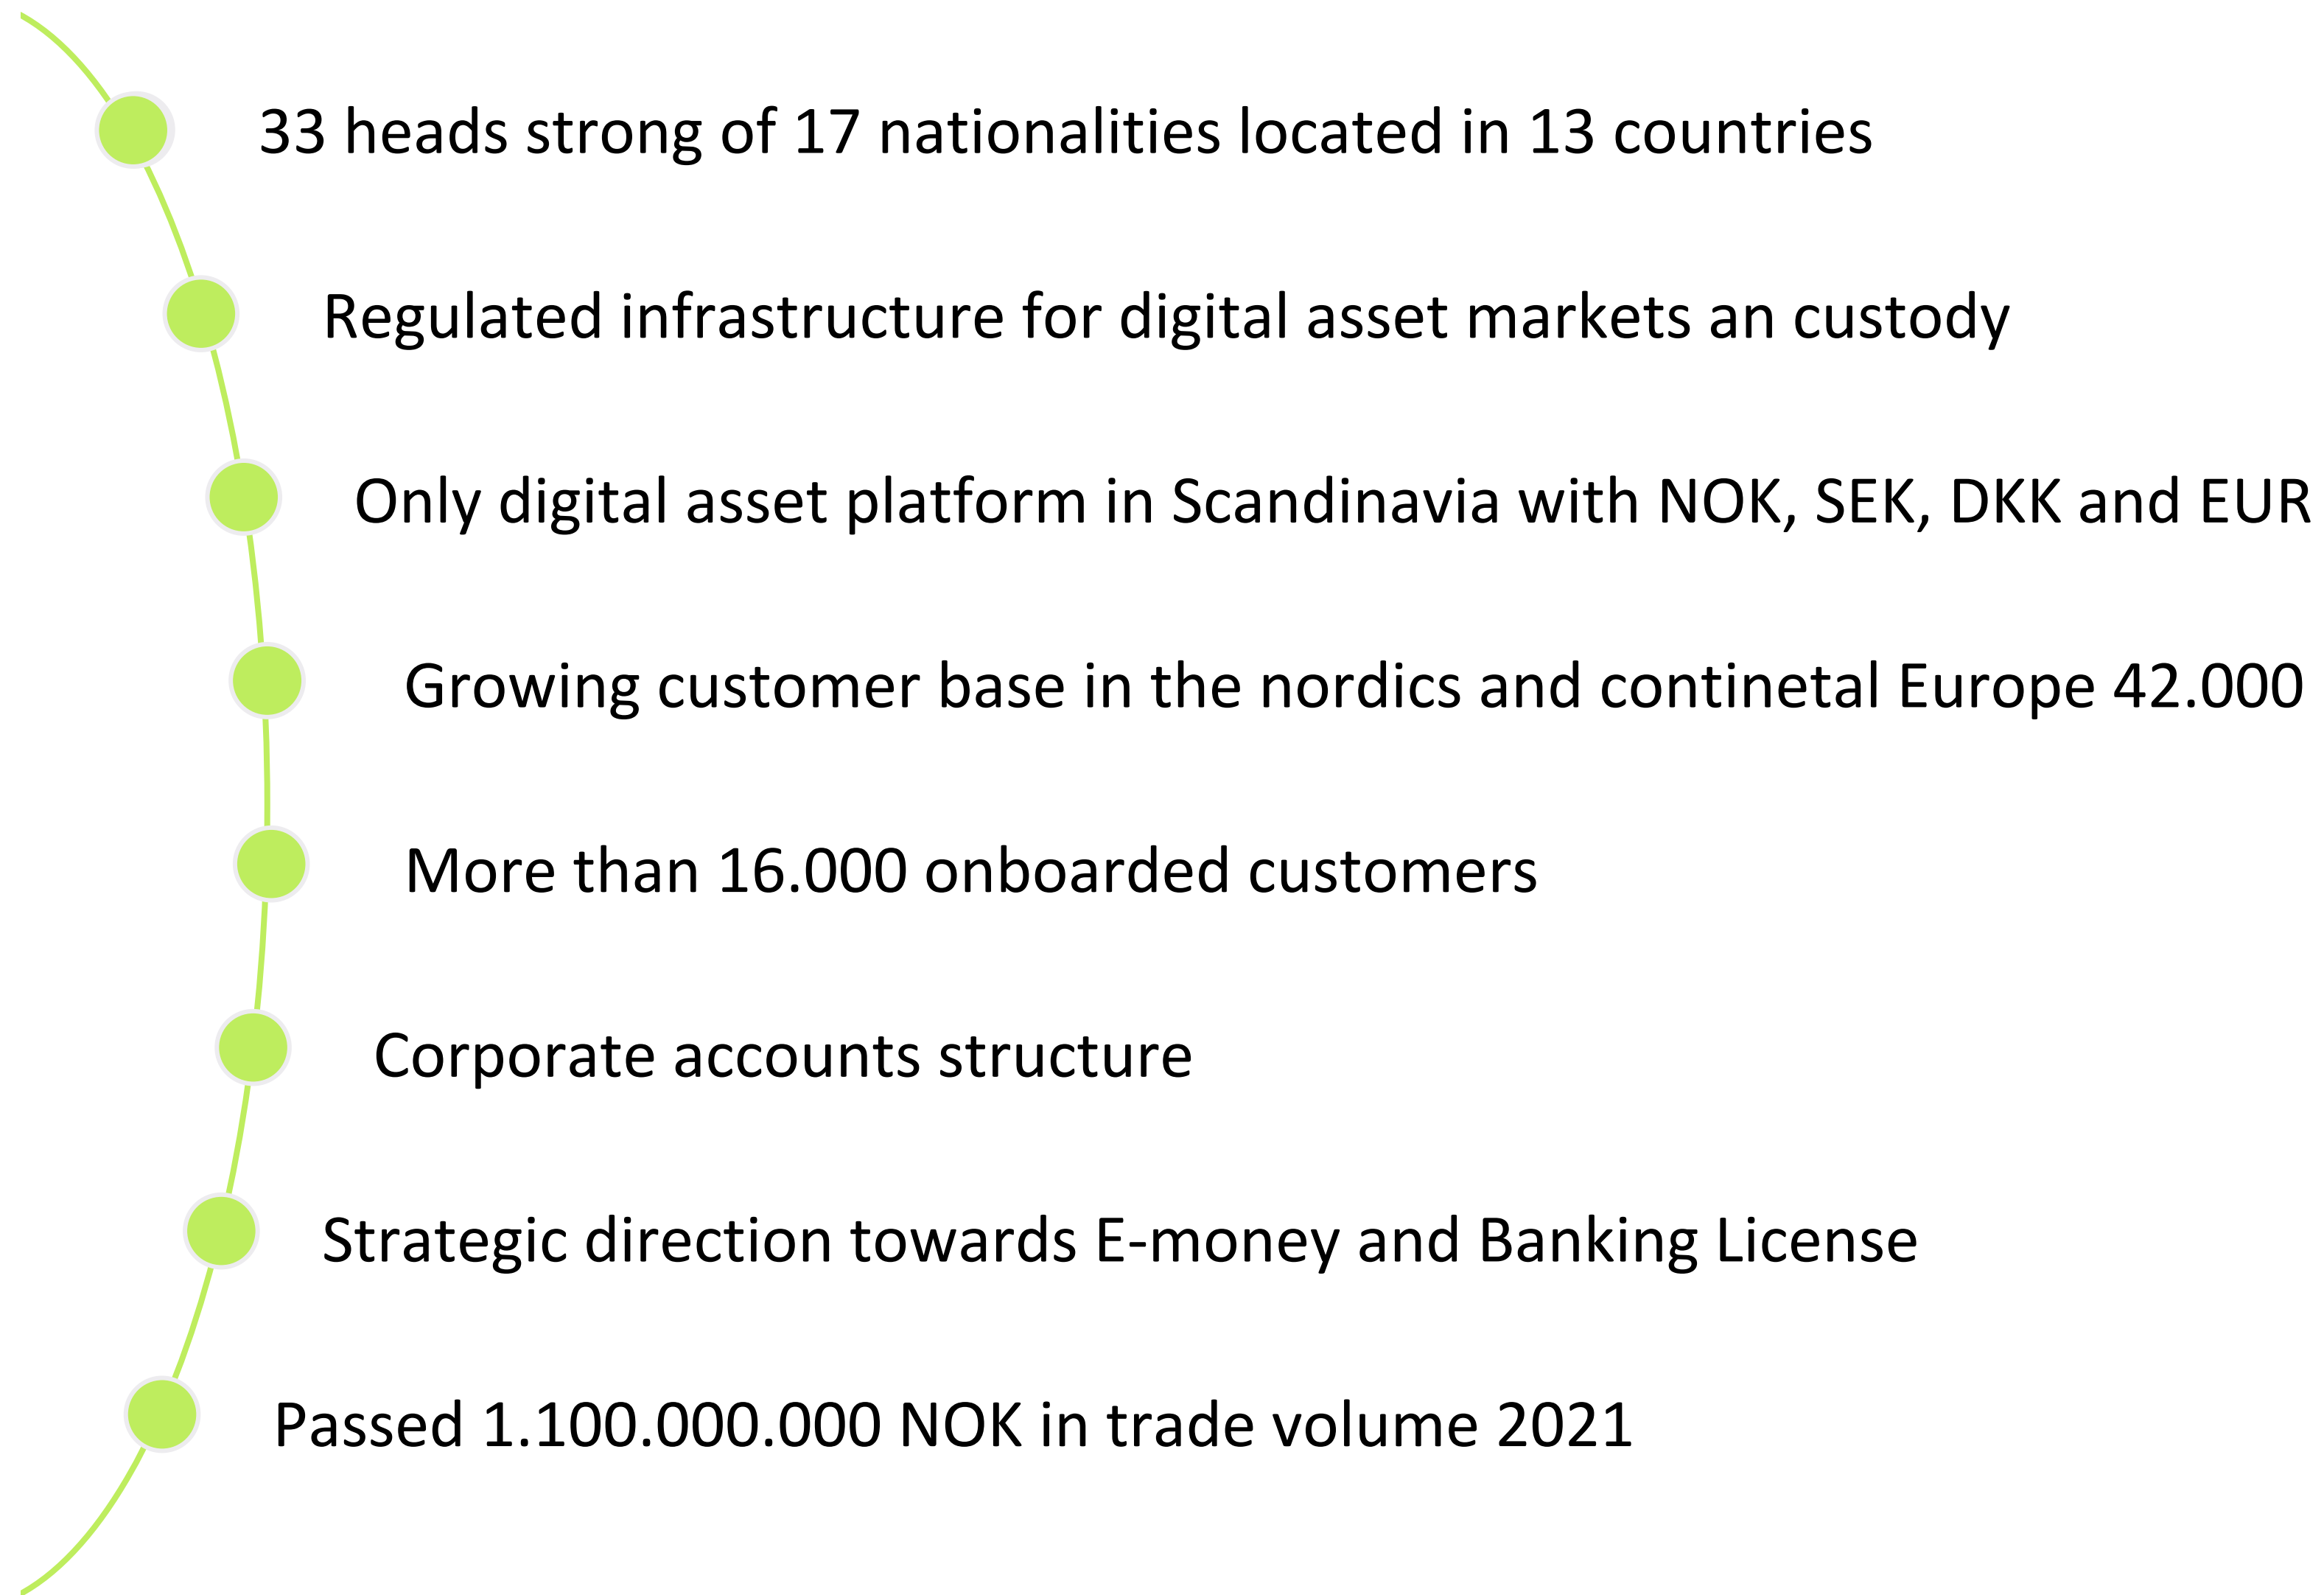 33 heads strong of 17 nationalities located in 13 countries
Regulated infrastructure for digital asset markets an custody
Only digital asset platform in Scandinavia with NOK, SEK, DKK and EUR
Growing customer base in the nordics and continetal Europe 42.000
More than 16.000 onboarded customers
Corporate accounts structure
Strategic direction towards E-money and Banking License
Passed 1.100.000.000 NOK in trade volume 2021